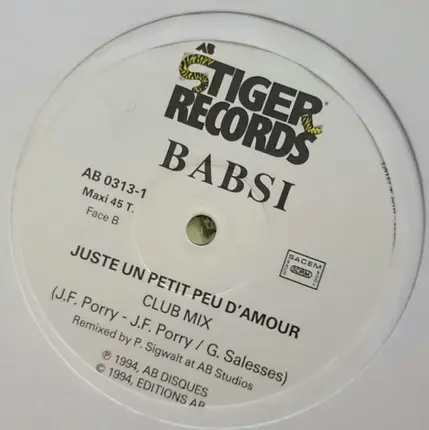 AB
TIGER
RECORDS
BABSI
AB 0313-1
Maxi 45 T.
Face B
SACEM
SDRM
JUSTE UN PETIT PEU D'AMOUR
CLUB MIX
(J.F. Porry - J.F. Porry / G. Salesses)
Remixed by P. Sigwalt at AB Studios
℗ 1994, AB DISQUES
© 1994, EDITIONS AB